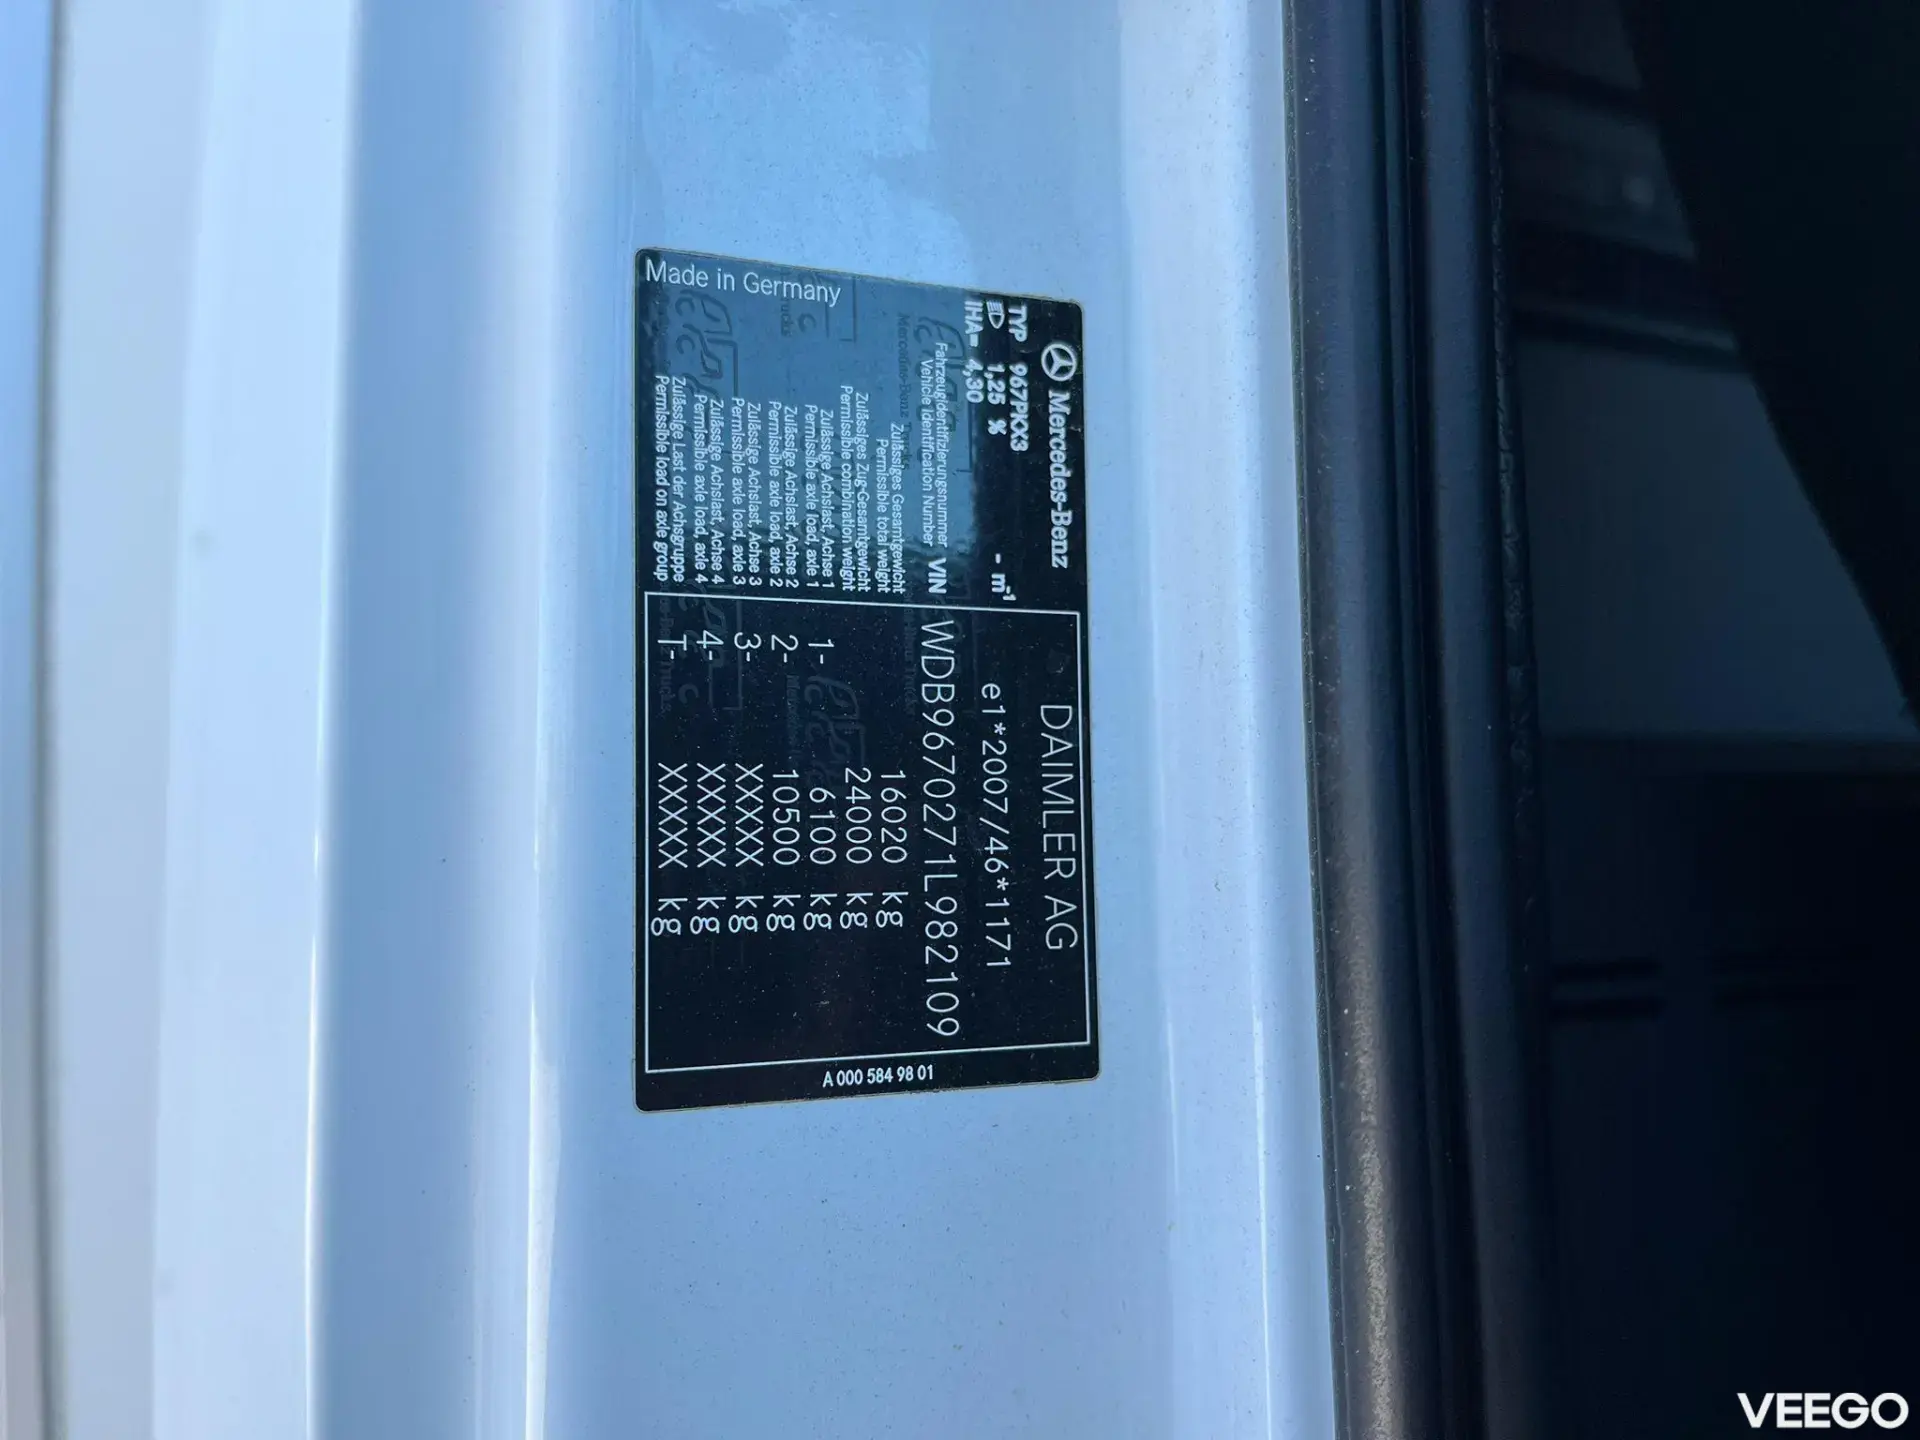 Mercedes-Benz
DAIMLER AG
TYP 967PKX3
1,25 % - m-1
e1*2007/46*1171
IHA= 4,30
Fahrzeugidentifizierungsnummer
Vehicle Identification Number VIN WDB9670271L982109
Zulässiges Gesamtgewicht
Permissible total weight 16020 kg
Zulässiges Zug-Gesamtgewicht
Permissible combination weight 24000 kg
Zulässige Achslast, Achse 1
Permissible axle load, axle 1 1- 6100 kg
Zulässige Achslast, Achse 2
Permissible axle load, axle 2 2- 10500 kg
Zulässige Achslast, Achse 3
Permissible axle load, axle 3 3- XXXXX kg
Zulässige Achslast, Achse 4
Permissible axle load, axle 4 4- XXXXX kg
Zulässige Last der Achsgruppe
Permissible load on axle group T- XXXXX kg
Made in Germany
A 000 584 98 01
VEEGO